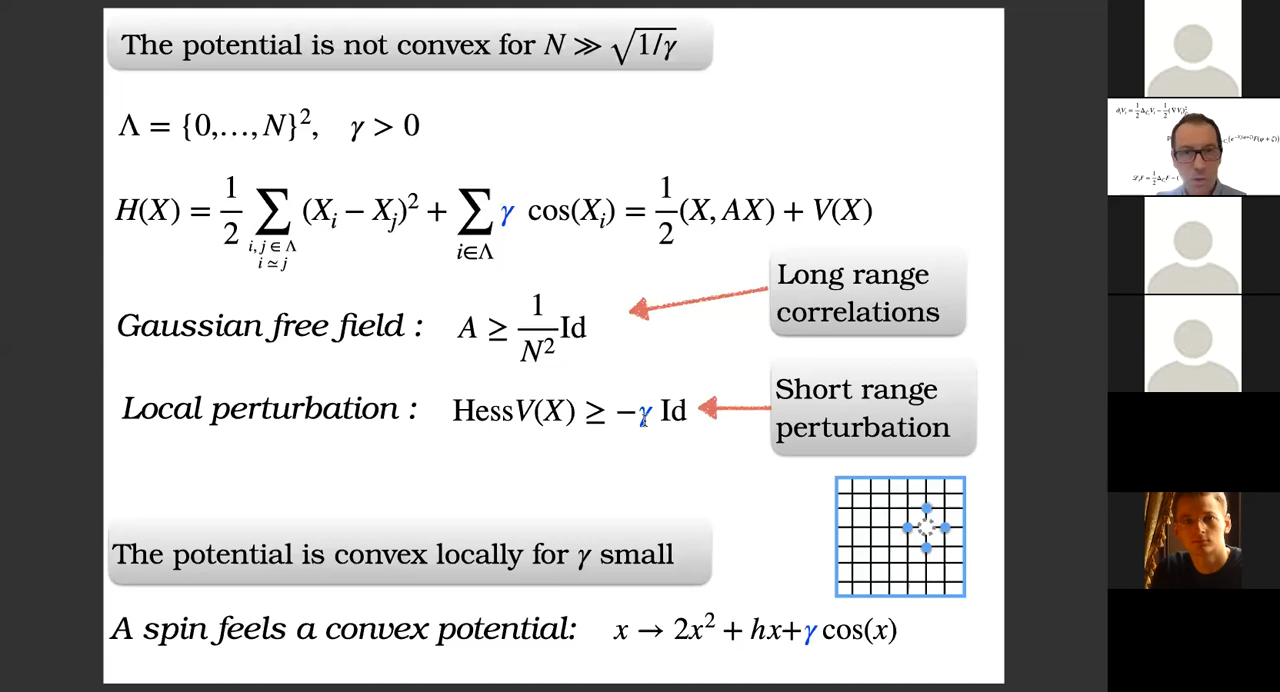 The potential is not convex for N ≫ √1/γ
Λ = {0,…,N}², γ > 0
H(X) = 1/2 ∑_{i,j∈Λ i≃j} (X_i − X_j)² + ∑_{i∈Λ} γ cos(X_i) = 1/2 (X, AX) + V(X)
Long range
correlations
Gaussian free field : A ≥ 1/N² Id
Short range
perturbation
Local perturbation : HessV(X) ≥ −γ Id
The potential is convex locally for γ small
A spin feels a convex potential: x → 2x² + hx+γ cos(x)